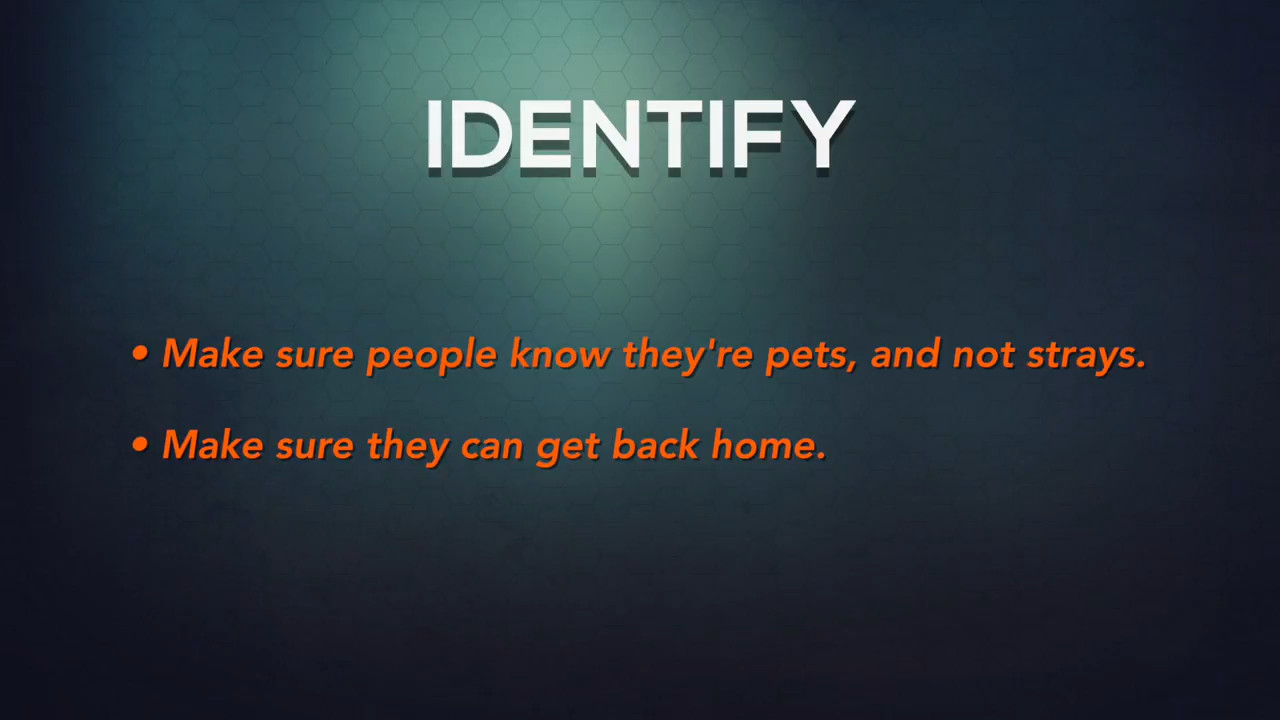 IDENTIFY
• Make sure people know they're pets, and not strays.
• Make sure they can get back home.